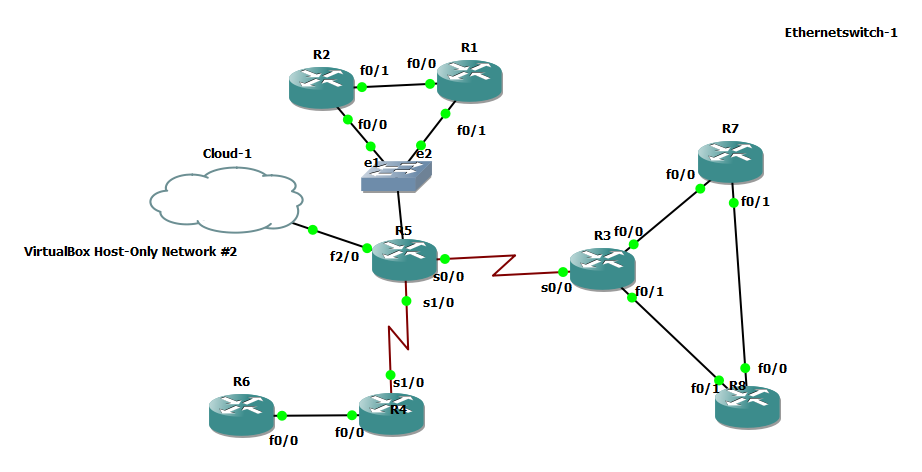 Ethernetswitch-1
R2
R1
f0/1
f0/0
f0/0
f0/1
e1
e2
Cloud-1
R7
f0/0
f0/1
R5
R3
f0/0
VirtualBox Host-Only Network #2
f2/0
s0/0
s0/0
f0/1
s1/0
f0/0
s1/0
R6
R4
f0/1
R8
f0/0
f0/0